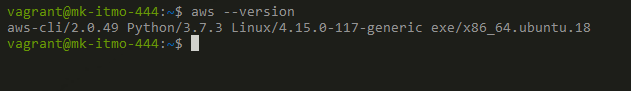 vagrant@mk-itmo-444:~$ aws --version
aws-cli/2.0.49 Python/3.7.3 Linux/4.15.0-117-generic exe/x86_64.ubuntu.18
vagrant@mk-itmo-444:~$